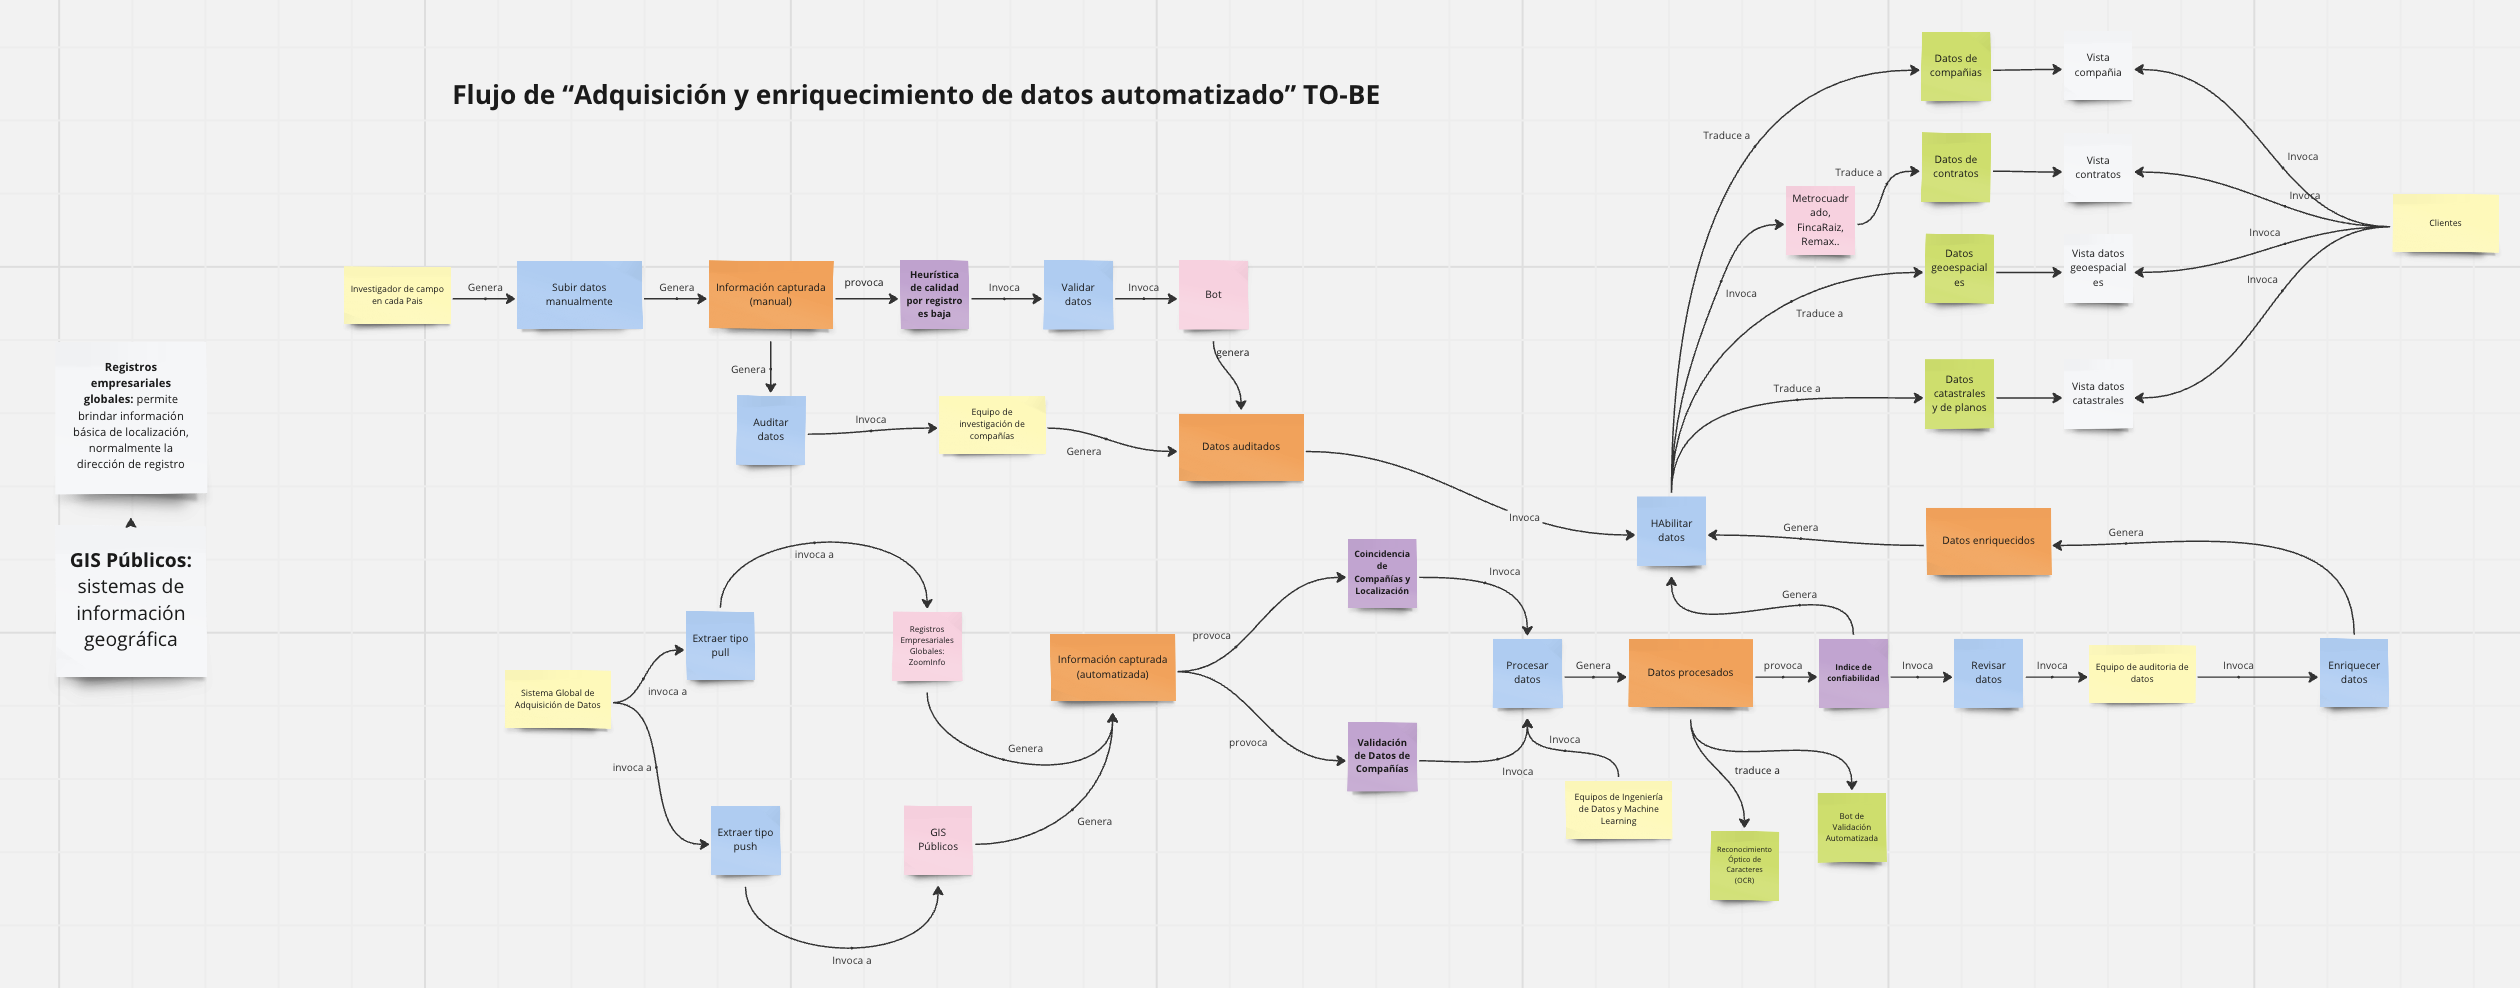 Flujo de “Adquisición y enriquecimiento de datos automatizado” TO-BE
Registros
empresariales
globales: permite
brindar información
básica de localización,
normalmente la
dirección de registro
GIS Públicos:
sistemas de
información
geográfica
Investigador de campo
en cada Pais
Genera
Subir datos
manualmente
Genera
Información capturada
(manual)
provoca
Heurística
de calidad
por registro
es baja
Invoca
Validar
datos
Invoca
Bot
genera
Genera
Auditar
datos
Invoca
Equipo de
investigación de
compañías
Genera
Datos auditados
Invoca
Sistema Global de
Adquisición de Datos
invoca a
Extraer tipo
pull
invoca a
Registros
Empresariales
Globales:
ZoomInfo
Genera
invoca a
Extraer tipo
push
Invoca a
GIS
Públicos
Genera
Información capturada
(automatizada)
provoca
Coincidencia
de
Compañías y
Localización
Invoca
provoca
Validación
de Datos de
Compañías
Invoca
Procesar
datos
Invoca
Equipos de Ingeniería
de Datos y Machine
Learning
Genera
Datos procesados
traduce a
Reconocimiento
Óptico de
Caracteres
(OCR)
Bot de
Validación
Automatizada
provoca
Indice de
confiabilidad
Genera
Invoca
Revisar
datos
Invoca
Equipo de auditoria de
datos
Invoca
Enriquecer
datos
Genera
Datos enriquecidos
Genera
HAbilitar
datos
Traduce a
Datos de
compañias
Vista
compañia
Invoca
Invoca
Metrocuadr
ado,
FincaRaiz,
Remax..
Traduce a
Datos de
contratos
Vista
contratos
Invoca
Traduce a
Datos
geoespacial
es
Vista datos
geoespacial
es
Invoca
Traduce a
Datos
catastrales
y de planos
Vista datos
catastrales
Invoca
Clientes